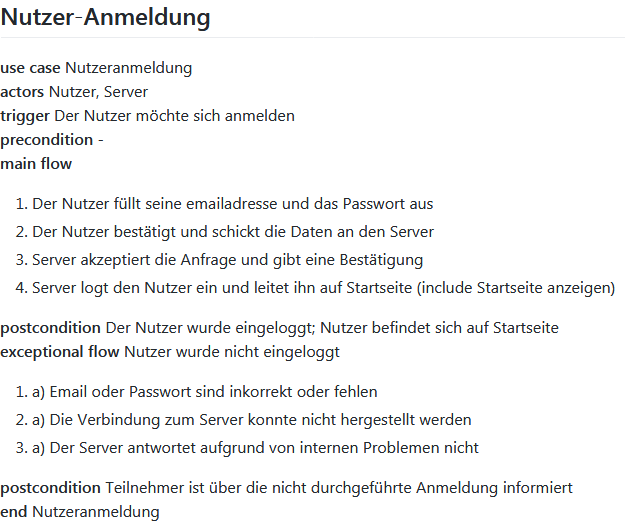 Nutzer-Anmeldung
use case Nutzeranmeldung
actors Nutzer, Server
trigger Der Nutzer möchte sich anmelden
precondition -
main flow
1. Der Nutzer füllt seine emailadresse und das Passwort aus
2. Der Nutzer bestätigt und schickt die Daten an den Server
3. Server akzeptiert die Anfrage und gibt eine Bestätigung
4. Server logt den Nutzer ein und leitet ihn auf Startseite (include Startseite anzeigen)
postcondition Der Nutzer wurde eingeloggt; Nutzer befindet sich auf Startseite
exceptional flow Nutzer wurde nicht eingeloggt
1. a) Email oder Passwort sind inkorrekt oder fehlen
2. a) Die Verbindung zum Server konnte nicht hergestellt werden
3. a) Der Server antwortet aufgrund von internen Problemen nicht
postcondition Teilnehmer ist über die nicht durchgeführte Anmeldung informiert
end Nutzeranmeldung